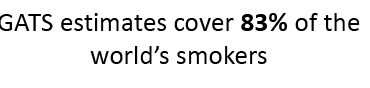 GATS estimates cover 83% of the
world’s smokers